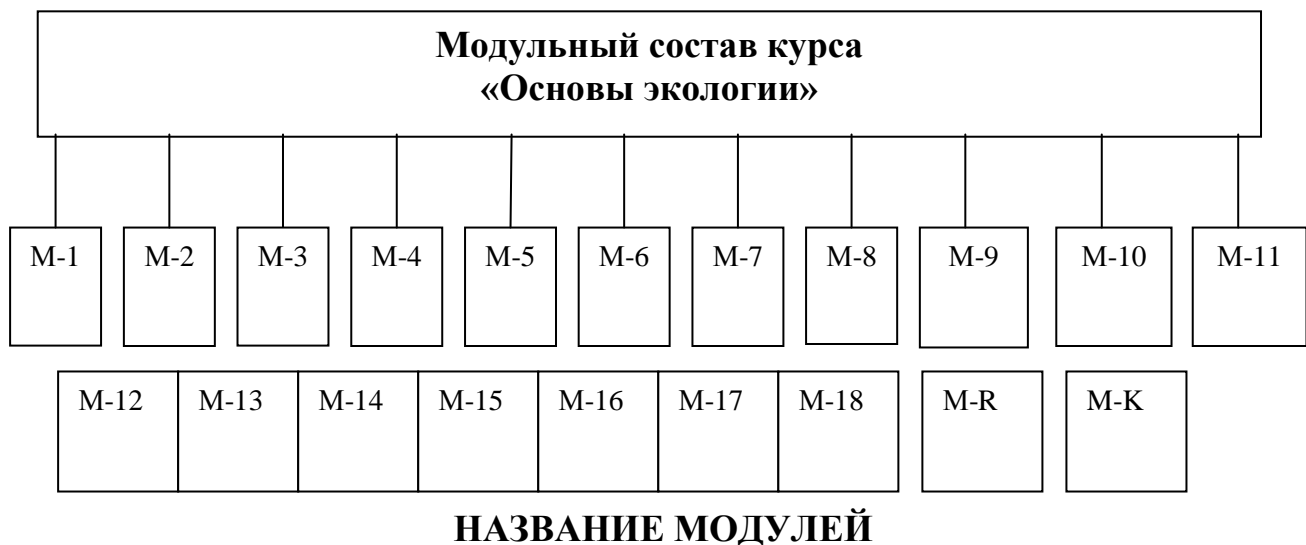 Модульный состав курса
«Основы экологии»
М-1 М-2 М-3 М-4 М-5 М-6 М-7 М-8 М-9 М-10 М-11
М-12 М-13 М-14 М-15 М-16 М-17 М-18 М-R М-K
НАЗВАНИЕ МОДУЛЕЙ